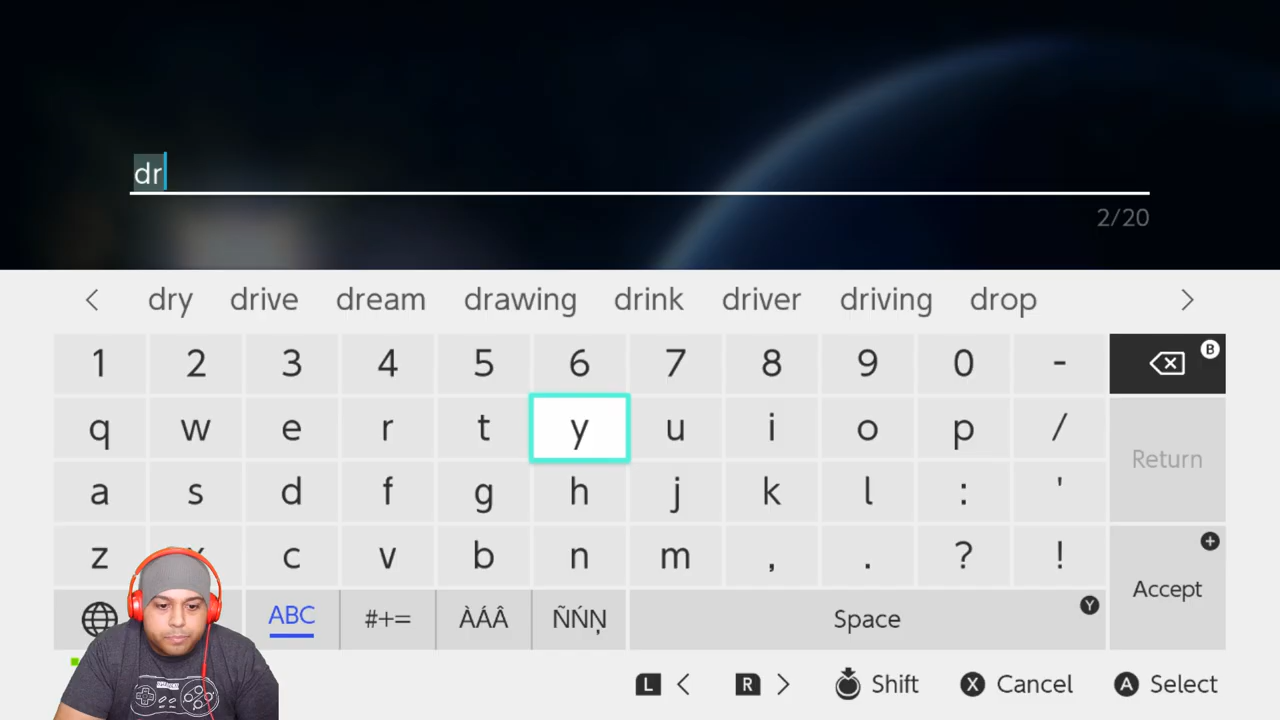 dr
2/20
dry drive dream drawing drink driver driving drop
1 2 3 4 5 6 7 8 9 0 - B
q w e r t y u i o p /
Return
a s d f g h j k l : '
z c v b n m , . ? ! +
Accept
ABC #+= ÀÁÂ ÑŃŅ Space Y
L R Shift X Cancel A Select